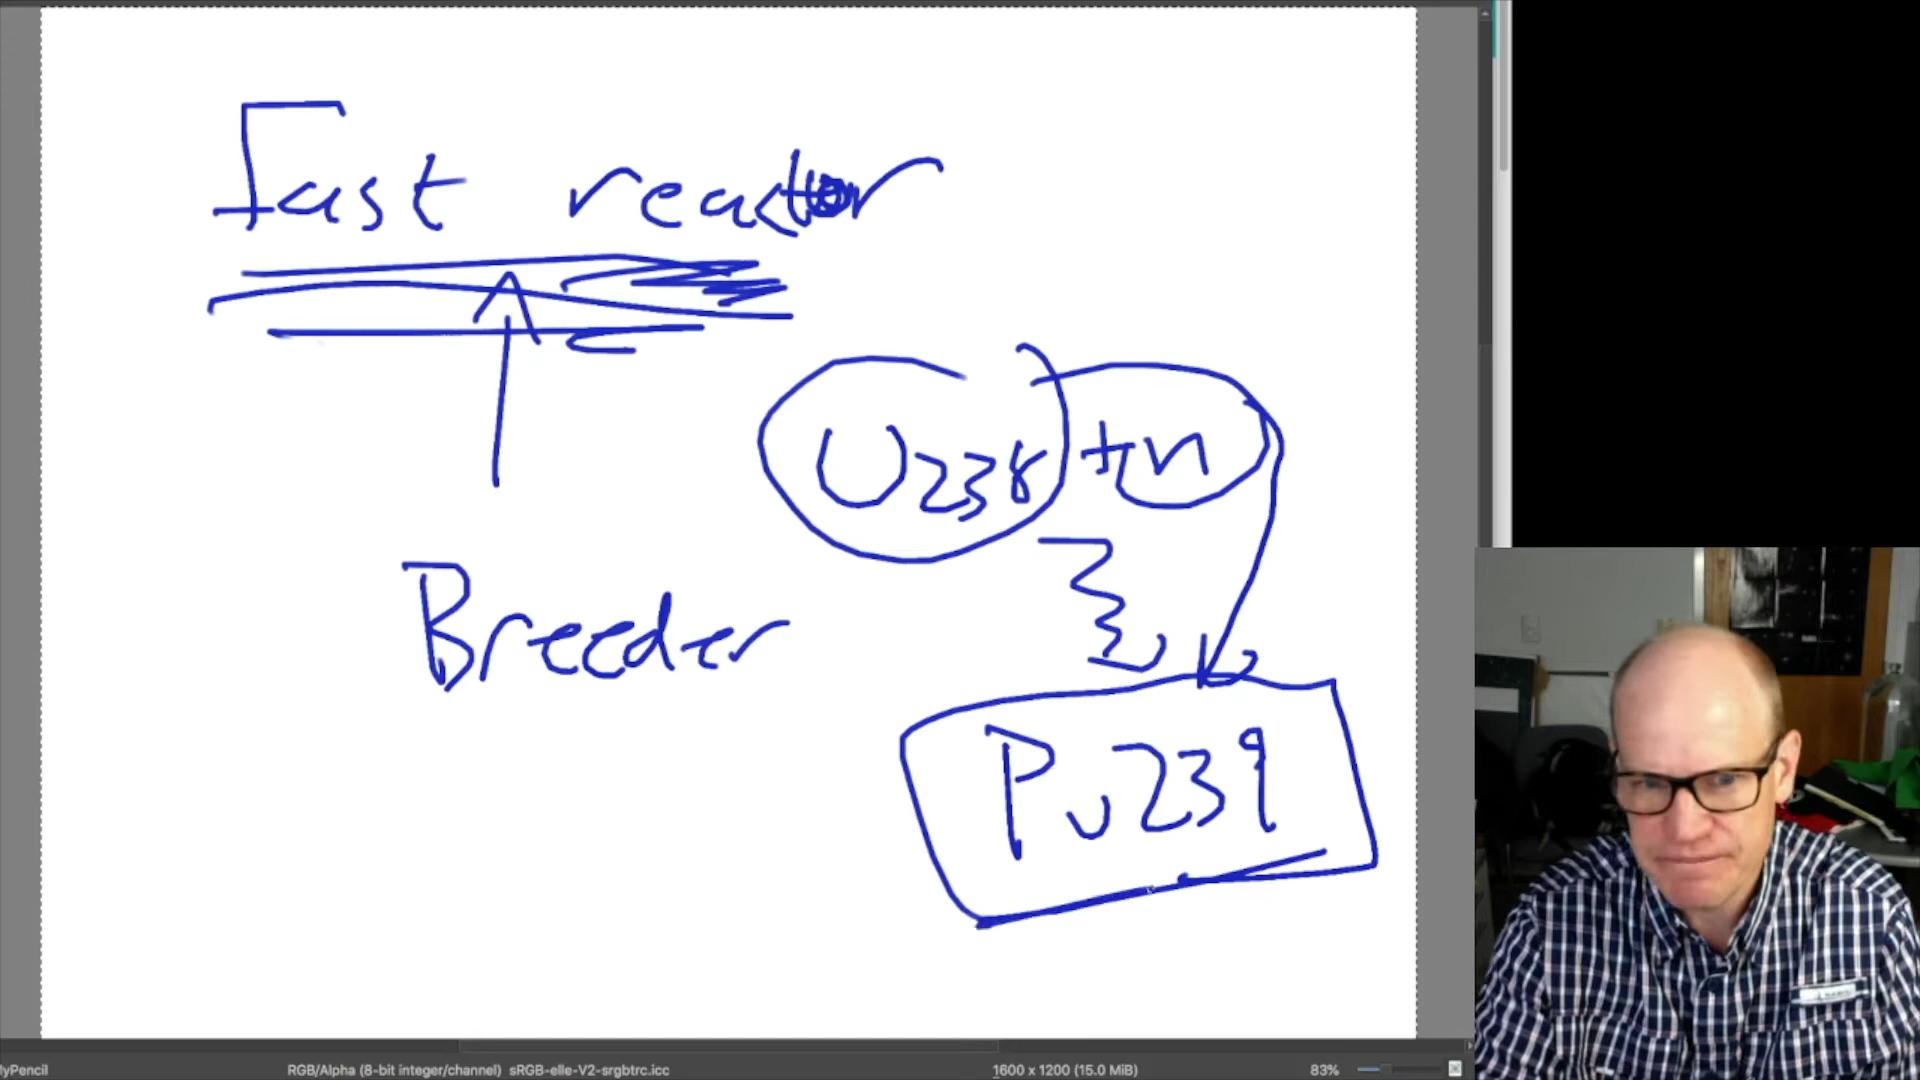 Fast reactor
U238 + n
Breeder
Pu239
lyPencil RGB/Alpha (8-bit integer/channel) sRGB-elle-V2-srgbtrc.icc 1600 x 1200 (15.0 MiB) 83%